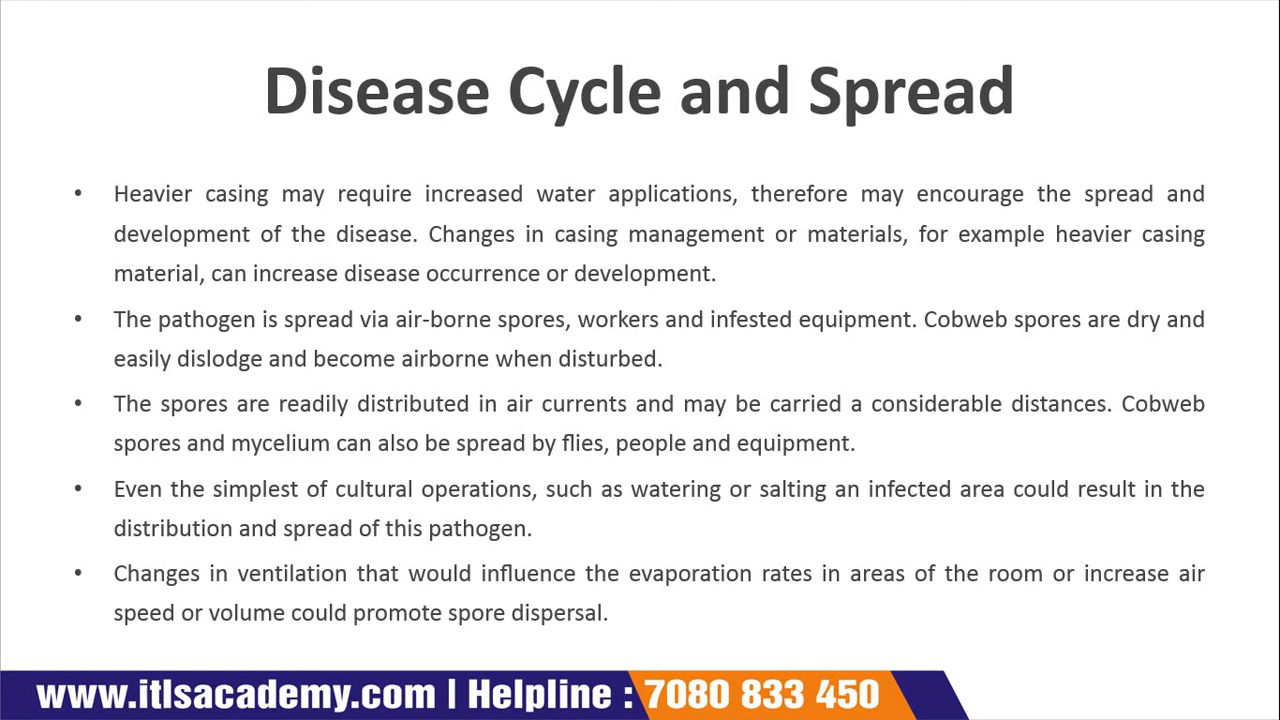 Disease Cycle and Spread
• Heavier casing may require increased water applications, therefore may encourage the spread and
development of the disease. Changes in casing management or materials, for example heavier casing
material, can increase disease occurrence or development.
• The pathogen is spread via air-borne spores, workers and infested equipment. Cobweb spores are dry and
easily dislodge and become airborne when disturbed.
• The spores are readily distributed in air currents and may be carried a considerable distances. Cobweb
spores and mycelium can also be spread by flies, people and equipment.
• Even the simplest of cultural operations, such as watering or salting an infected area could result in the
distribution and spread of this pathogen.
• Changes in ventilation that would influence the evaporation rates in areas of the room or increase air
speed or volume could promote spore dispersal.
www.itlsacademy.com | Helpline : 7080 833 450